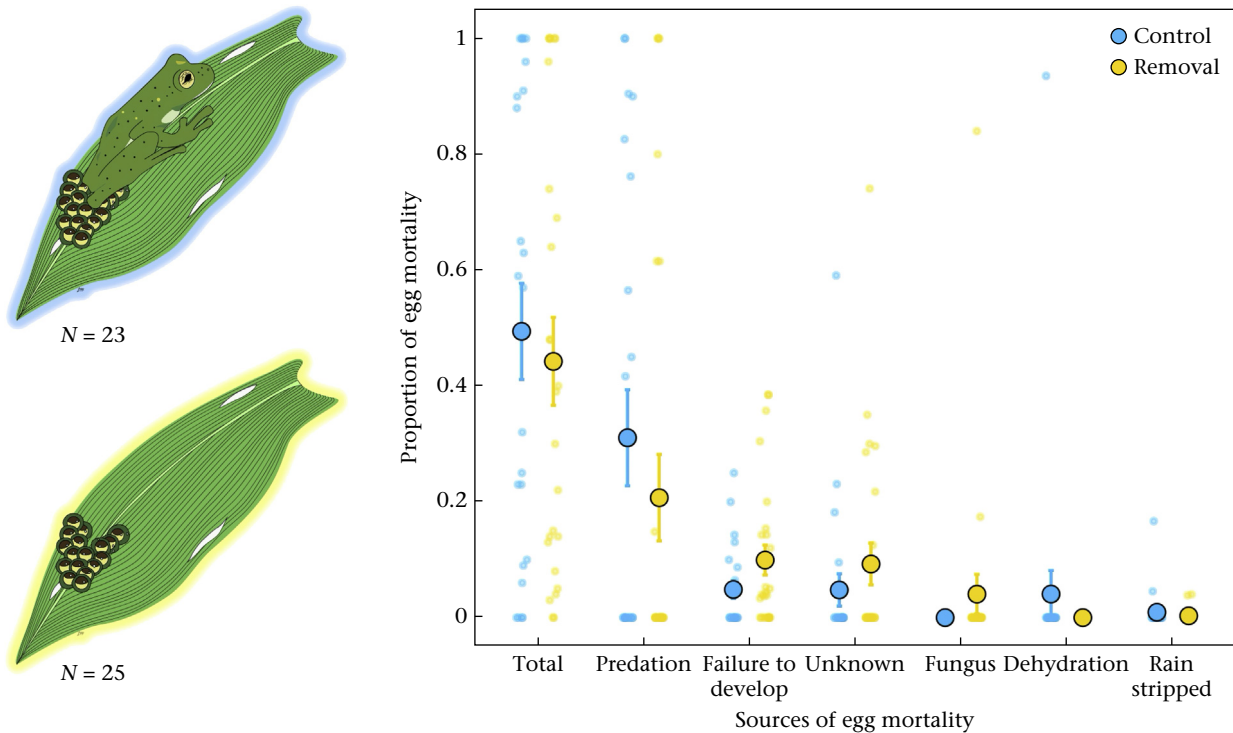 N = 23
N = 25
Proportion of egg mortality
1
0.8
0.6
0.4
0.2
0
Control
Removal
Total
Predation
Failure to
develop
Unknown
Fungus
Dehydration
Rain
stripped
Sources of egg mortality